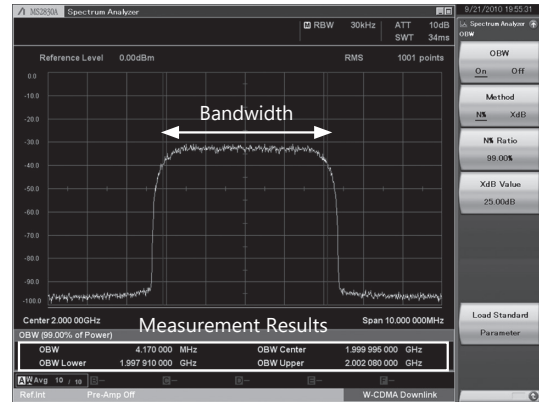 MS2830A Spectrum Analyzer
9/21/2010 19:55:31
M RBW 30kHz ATT 10dB
SWT 34ms
Reference Level 0.00dBm RMS 1001 points
0.0
-10.0
-20.0
-30.0
-40.0
-50.0
-60.0
-70.0
-80.0
-90.0
-100.0
Bandwidth
Center 2.000 00GHz Span 10.000 000MHz
Measurement Results
OBW (99.00% of Power)
OBW 4.170 000 MHz OBW Center 1.999 995 000 GHz
OBW Lower 1.997 910 000 GHz OBW Upper 2.002 080 000 GHz
A W Avg 10 / 10
Ref.Int Pre-Amp Off W-CDMA Downlink
Spectrum Analyzer
OBW
OBW
On Off
Method
N% XdB
N% Ratio
99.00%
XdB Value
25.00dB
Load Standard
Parameter